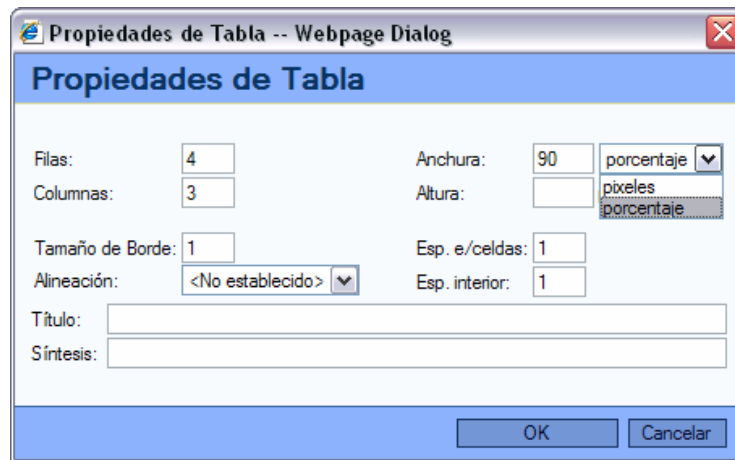 Propiedades de Tabla -- Webpage Dialog
Propiedades de Tabla
Filas: 4 Anchura: 90 porcentaje
Columnas: 3 Altura: pixeles
porcentaje
Tamaño de Borde: 1 Esp. e/celdas: 1
Alineación: <No establecido> Esp. interior: 1
Título:
Síntesis:
OK Cancelar